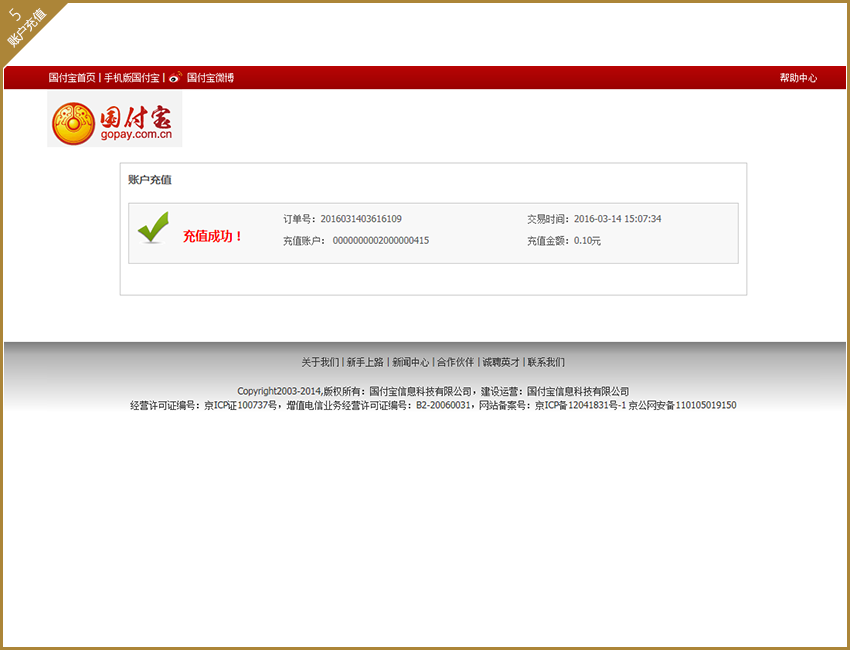 5
账户充值
国付宝首页 | 手机版国付宝 | 国付宝微博
帮助中心
国付宝
gopay.com.cn
账户充值
充值成功！
订单号：2016031403616109
交易时间：2016-03-14 15:07:34
充值账户： 0000000002000000415
充值金额：0.10元
关于我们 | 新手上路 | 新闻中心 | 合作伙伴 | 诚聘英才 | 联系我们
Copyright2003-2014,版权所有：国付宝信息科技有限公司，建设运营：国付宝信息科技有限公司
经营许可证编号：京ICP证100737号，增值电信业务经营许可证编号：B2-20060031，网站备案号：京ICP备12041831号-1 京公网安备110105019150